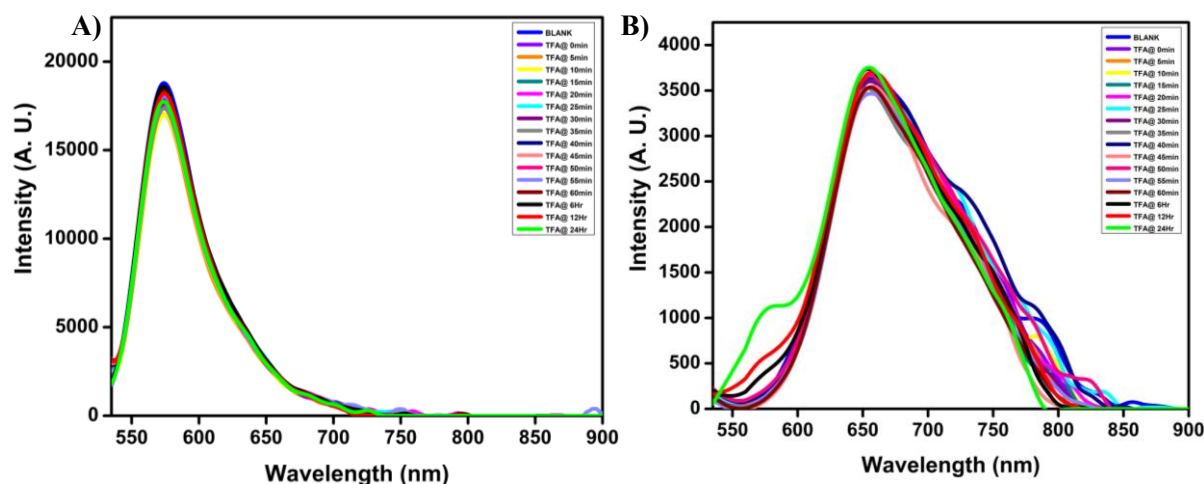 A)
Intensity (A. U.)
20000
15000
10000
5000
0
550 600 650 700 750 800 850 900
Wavelength (nm)
BLANK
TFA@ 0min
TFA@ 5min
TFA@ 10min
TFA@ 15min
TFA@ 20min
TFA@ 25min
TFA@ 30min
TFA@ 35min
TFA@ 40min
TFA@ 45min
TFA@ 50min
TFA@ 55min
TFA@ 60min
TFA@ 6Hr
TFA@ 12Hr
TFA@ 24Hr
B)
Intensity (A. U.)
4000
3500
3000
2500
2000
1500
1000
500
0
550 600 650 700 750 800 850 900
Wavelength (nm)
BLANK
TFA@ 0min
TFA@ 5min
TFA@ 10min
TFA@ 15min
TFA@ 20min
TFA@ 25min
TFA@ 30min
TFA@ 35min
TFA@ 40min
TFA@ 45min
TFA@ 50min
TFA@ 55min
TFA@ 60min
TFA@ 6Hr
TFA@ 12Hr
TFA@ 24Hr